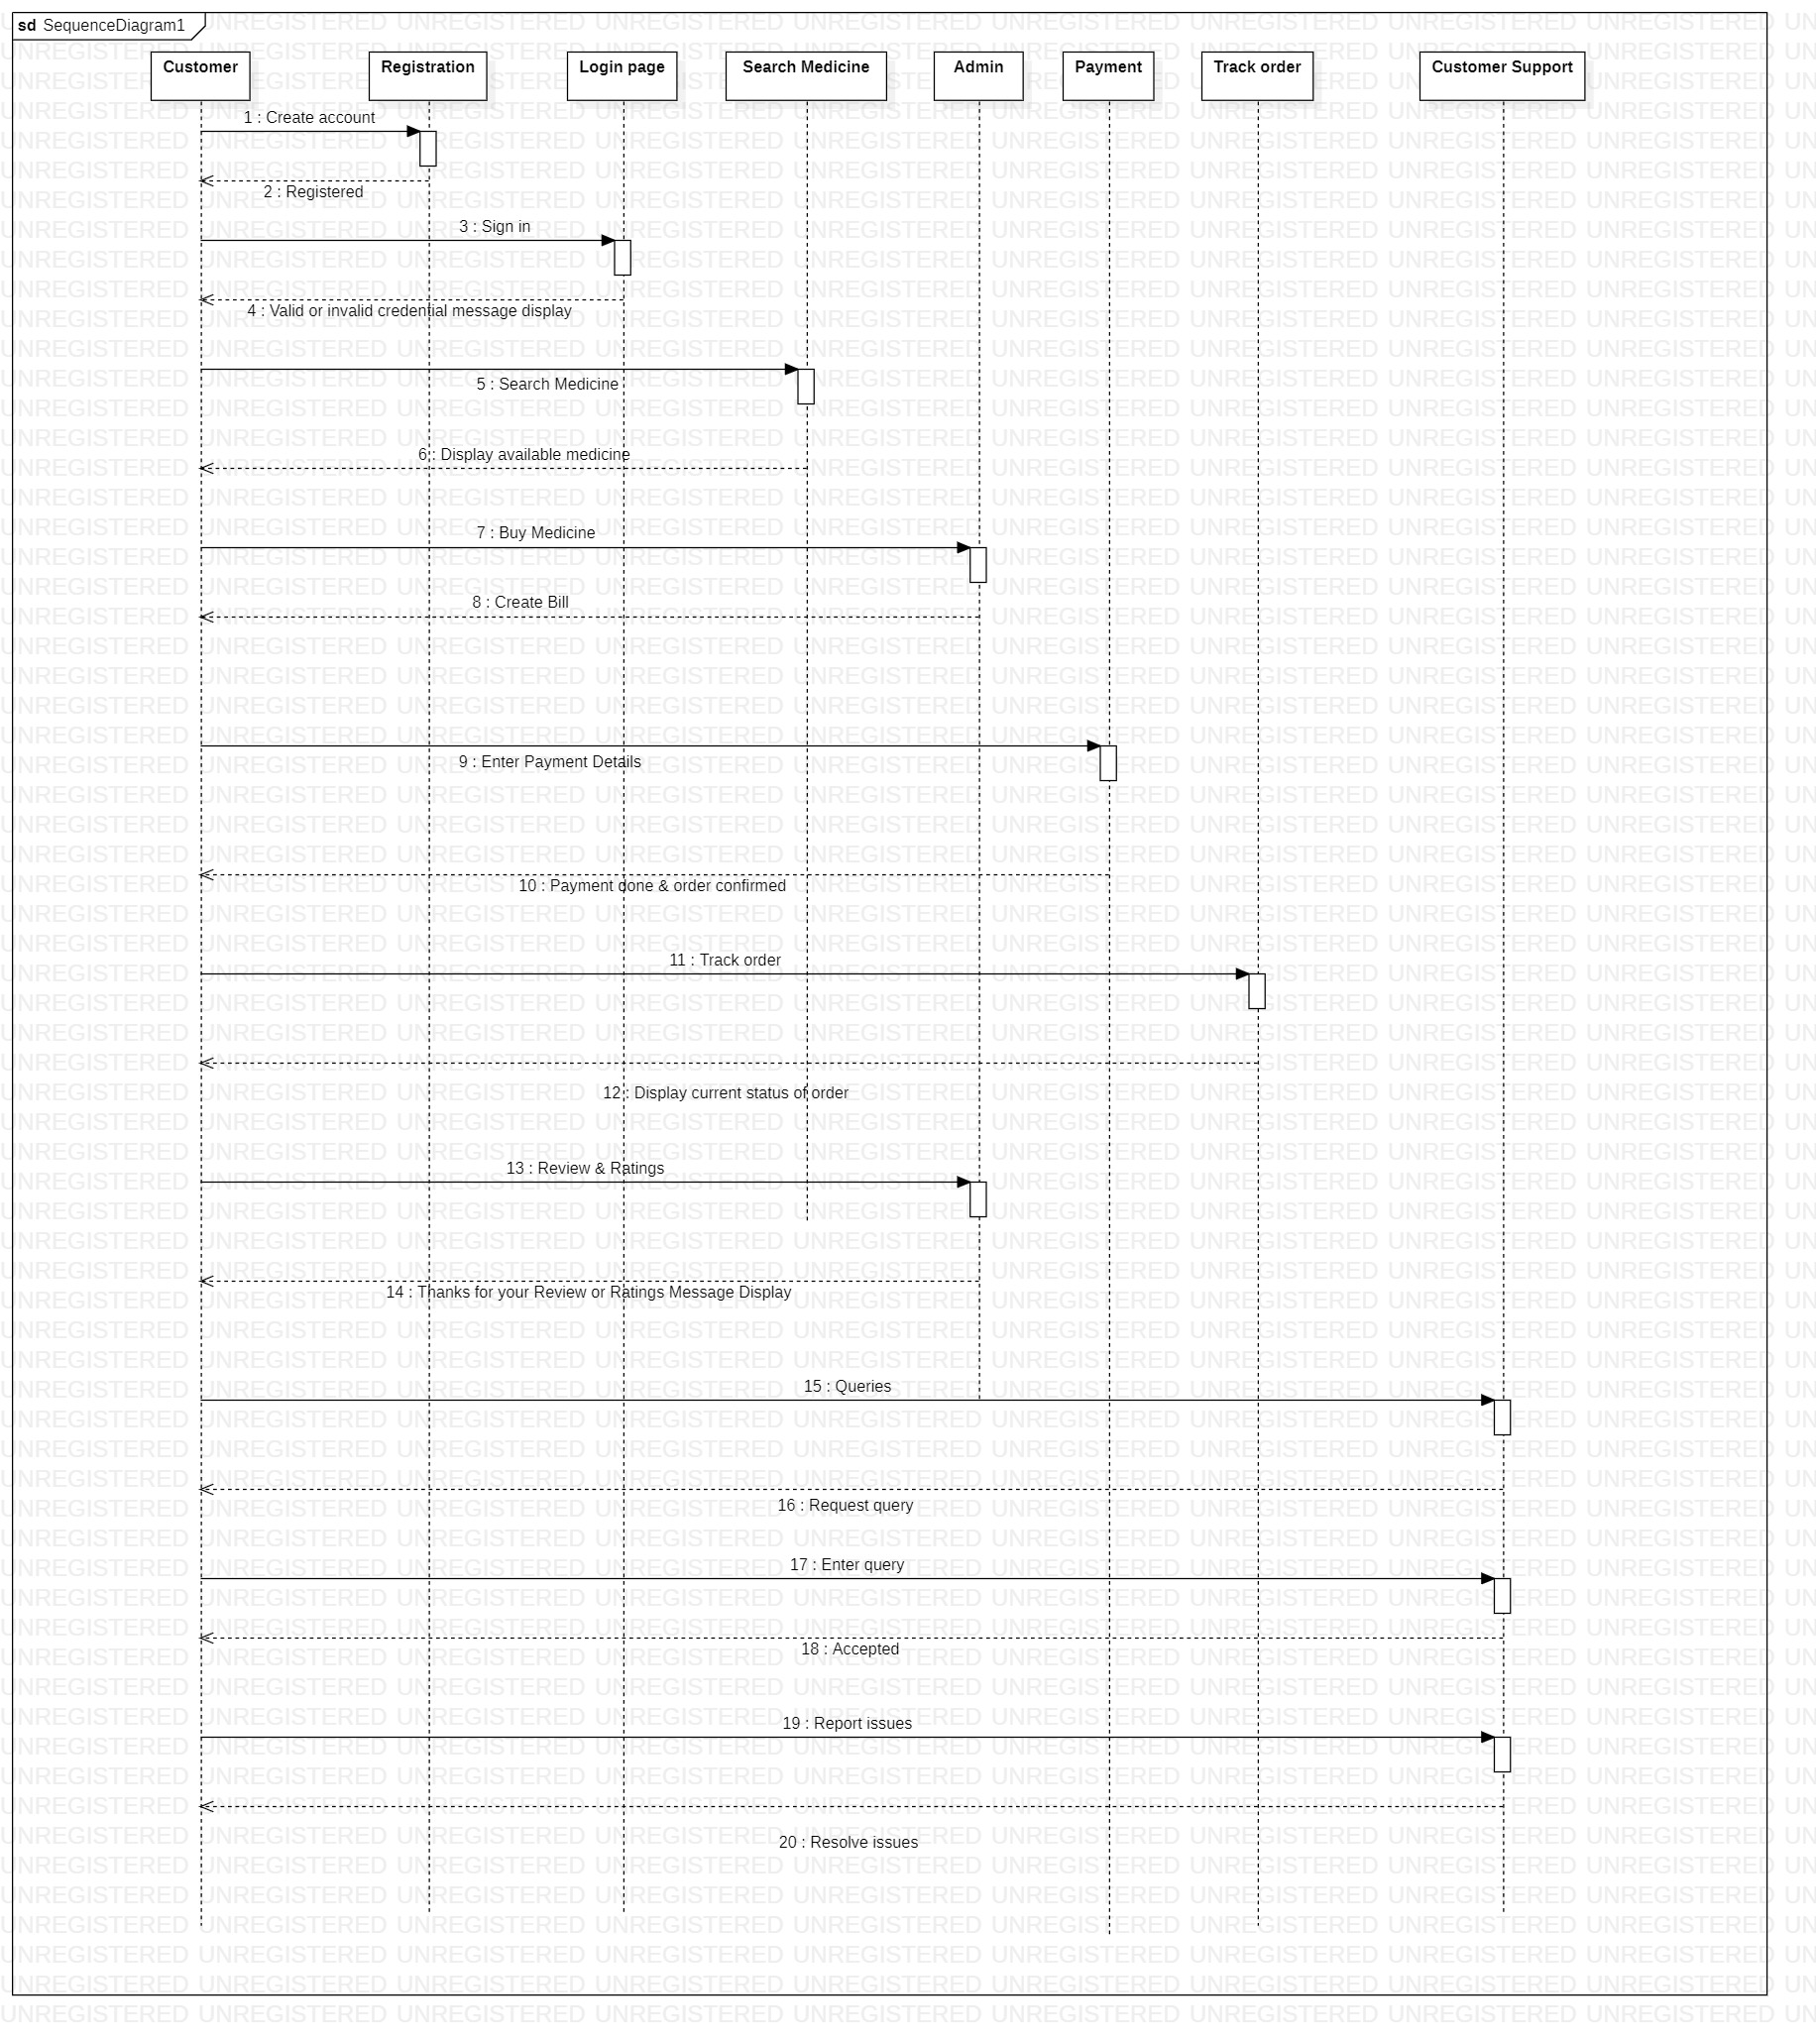 sd SequenceDiagram1
Customer Registration Login page Search Medicine Admin Payment Track order Customer Support
1 : Create account
2 : Registered
3 : Sign in
4 : Valid or invalid credential message display
5 : Search Medicine
6 : Display available medicine
7 : Buy Medicine
8 : Create Bill
9 : Enter Payment Details
10 : Payment done & order confirmed
11 : Track order
12 : Display current status of order
13 : Review & Ratings
14 : Thanks for your Review or Ratings Message Display
15 : Queries
16 : Request query
17 : Enter query
18 : Accepted
19 : Report issues
20 : Resolve issues
UNREGISTERED